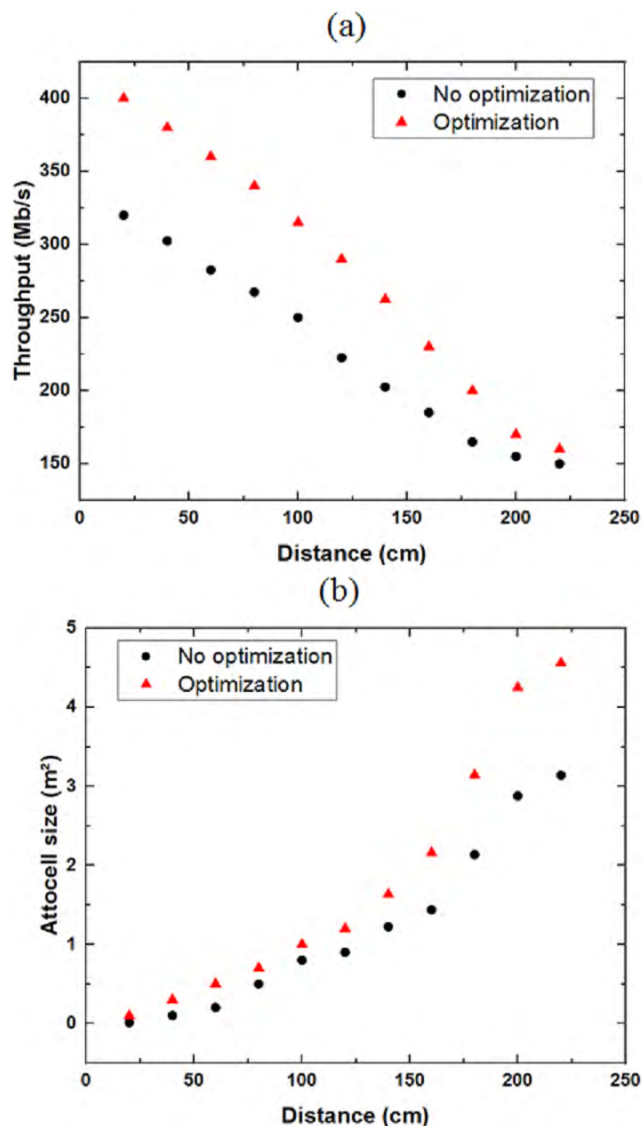 (a)
No optimization
Optimization
400
350
300
250
200
150
Throughput (Mb/s)
0 50 100 150 200 250
Distance (cm)
(b)
No optimization
Optimization
5
4
3
2
1
0
Attocell size (m²)
0 50 100 150 200 250
Distance (cm)